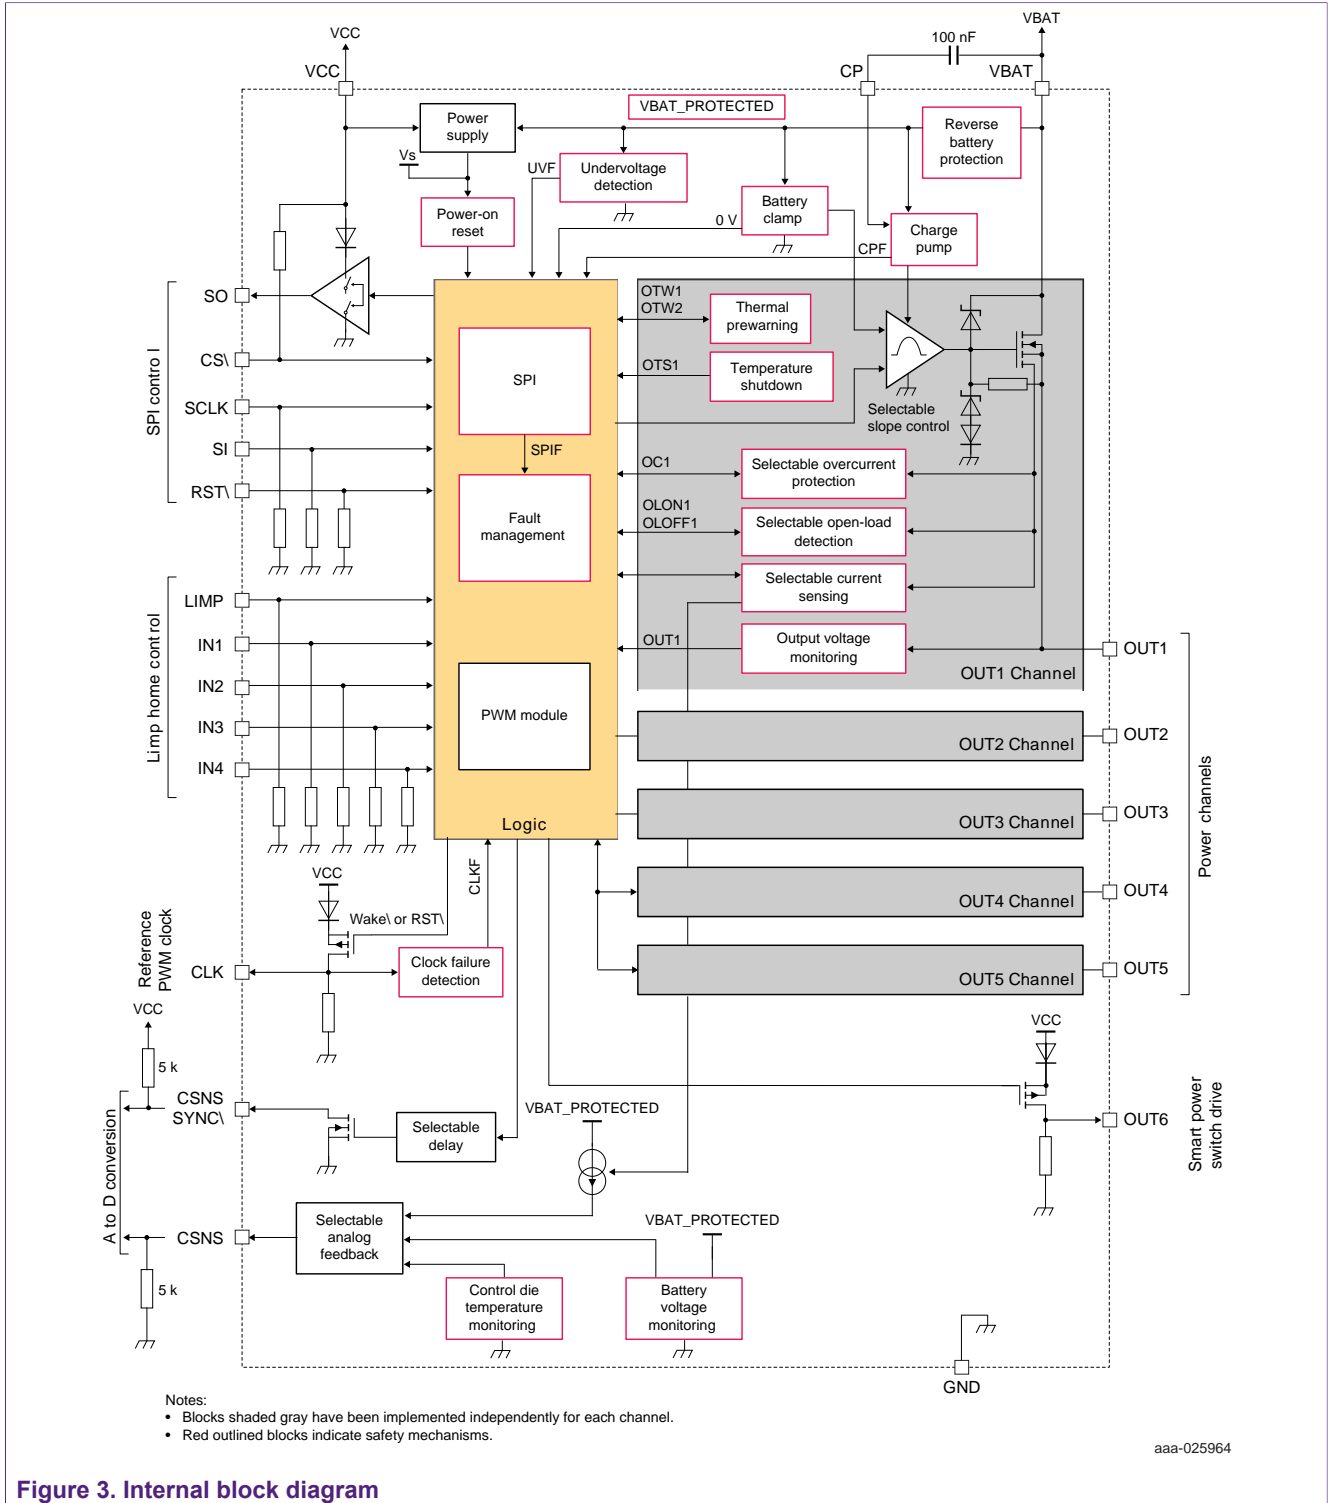 VCC
VBAT
100 nF
VCC
CP
VBAT
VBAT_PROTECTED
Power
supply
Reverse
battery
protection
Vs
UVF
Undervoltage
detection
Battery
clamp
Power-on
reset
0 V
Charge
pump
CPF
SPI control
SO
CS\
SCLK
SI
RST\
OTW1
OTW2
Thermal
prewarning
SPI
OTS1
Temperature
shutdown
Selectable
slope control
SPIF
OC1
Selectable overcurrent
protection
Fault
management
OLON1
OLOFF1
Selectable open-load
detection
Selectable current
sensing
Limp home control
LIMP
IN1
IN2
IN3
IN4
OUT1
Output voltage
monitoring
OUT1 Channel
OUT1
PWM module
OUT2 Channel
OUT2
OUT3 Channel
OUT3
Logic
OUT4 Channel
OUT4
OUT5 Channel
OUT5
Power channels
VCC
CLKF
Wake\ or RST\
Reference
PWM clock
CLK
Clock failure
detection
VCC
5 k
VCC
CSNS
SYNC\
Selectable
delay
VBAT_PROTECTED
OUT6
Smart power
switch drive
A to D conversion
CSNS
Selectable
analog
feedback
VBAT_PROTECTED
5 k
Control die
temperature
monitoring
Battery
voltage
monitoring
GND
Notes:
• Blocks shaded gray have been implemented independently for each channel.
• Red outlined blocks indicate safety mechanisms.
aaa-025964
Figure 3. Internal block diagram